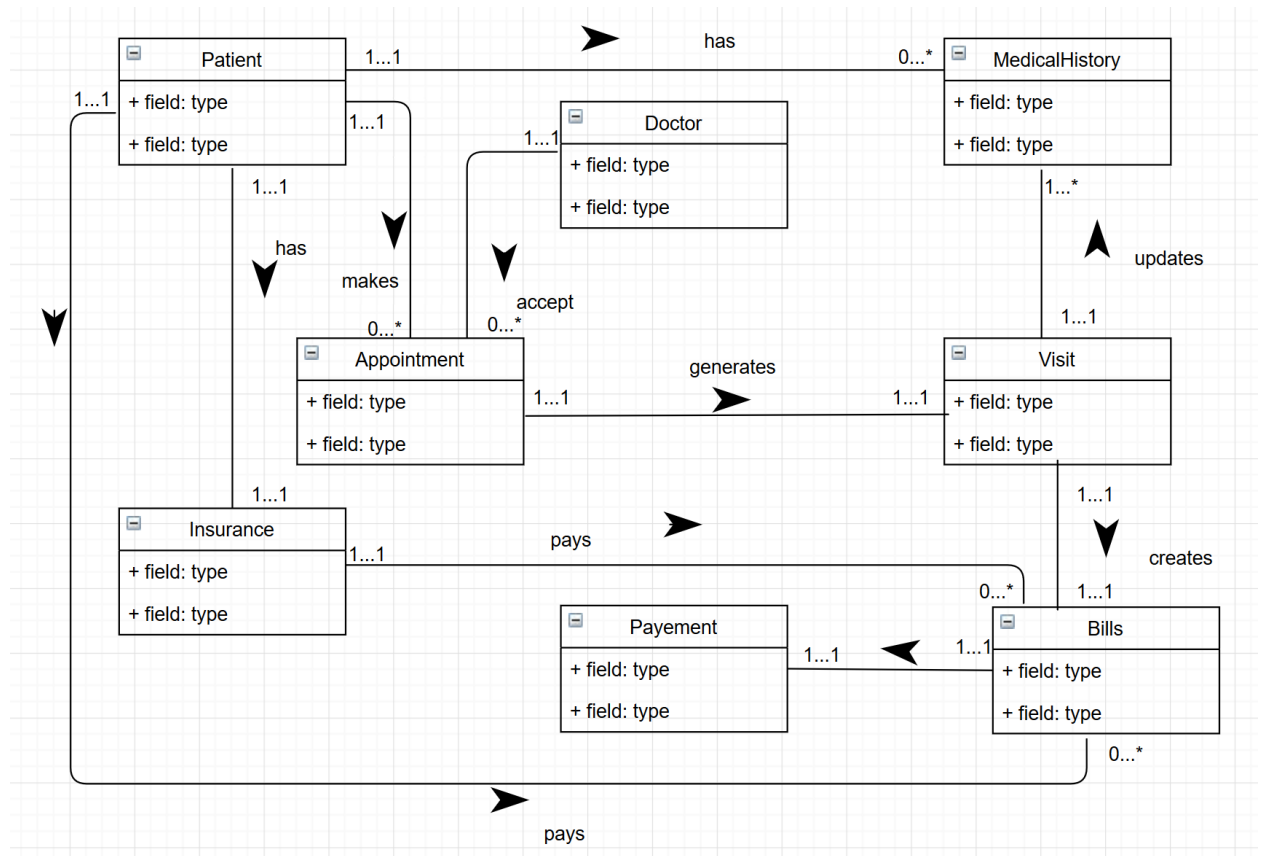 has
Patient
+ field: type
+ field: type
1...1
0...*
MedicalHistory
+ field: type
+ field: type
1...1
1...1
Doctor
+ field: type
+ field: type
1...1
1...1
has
makes
accept
0...*
0...*
1...*
updates
1...1
Appointment
+ field: type
+ field: type
generates
1...1
1...1
Visit
+ field: type
+ field: type
1...1
Insurance
+ field: type
+ field: type
1...1
pays
0...*
1...1
creates
1...1
Payement
+ field: type
+ field: type
1...1
1...1
Bills
+ field: type
+ field: type
0...*
pays